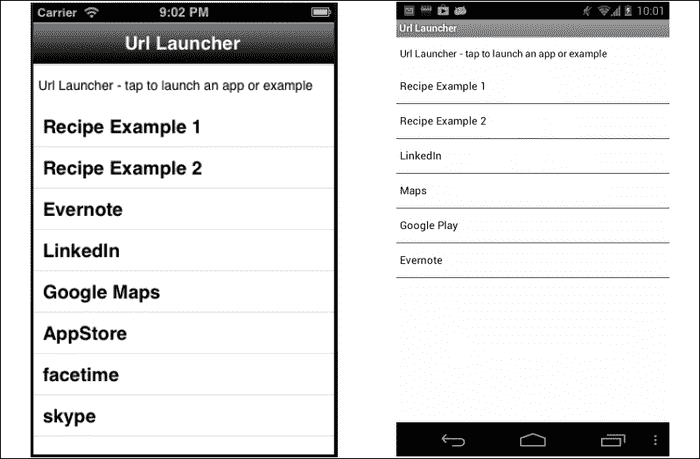 Carrier 9:02 PM
Url Launcher
Url Launcher - tap to launch an app or example
Recipe Example 1
Recipe Example 2
Evernote
LinkedIn
Google Maps
AppStore
facetime
skype
10:01
Url Launcher
Url Launcher - tap to launch an app or example
Recipe Example 1
Recipe Example 2
LinkedIn
Maps
Google Play
Evernote